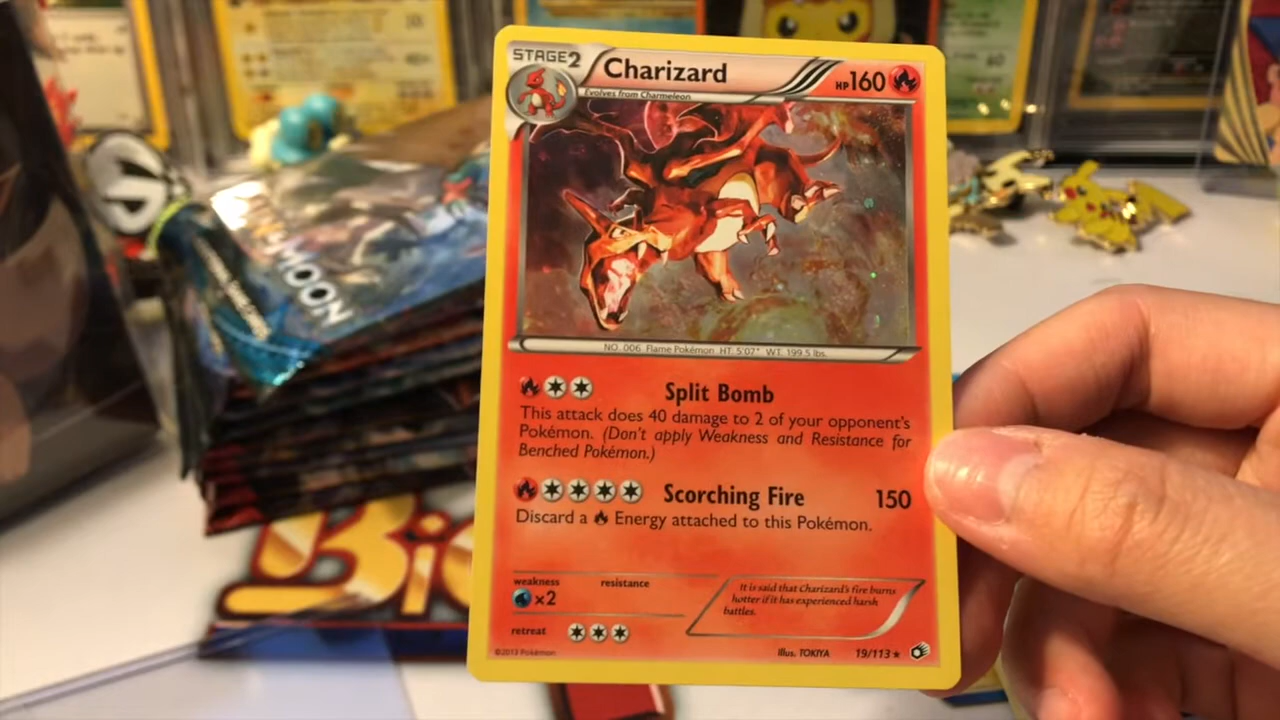 STAGE2
Charizard
HP160
Evolves from Charmeleon
NO. 006 Flame Pokémon HT. 5'07" WT. 199.5 lbs.
Split Bomb
This attack does 40 damage to 2 of your opponent's
Pokémon. (Don't apply Weakness and Resistance for
Benched Pokémon.)
Scorching Fire 150
Discard a Energy attached to this Pokémon.
weakness resistance
×2
It is said that Charizard's fire burns
hotter if it has experienced harsh
battles.
retreat
©2013 Pokémon
Illus. TOKIYA 19/113
MOON